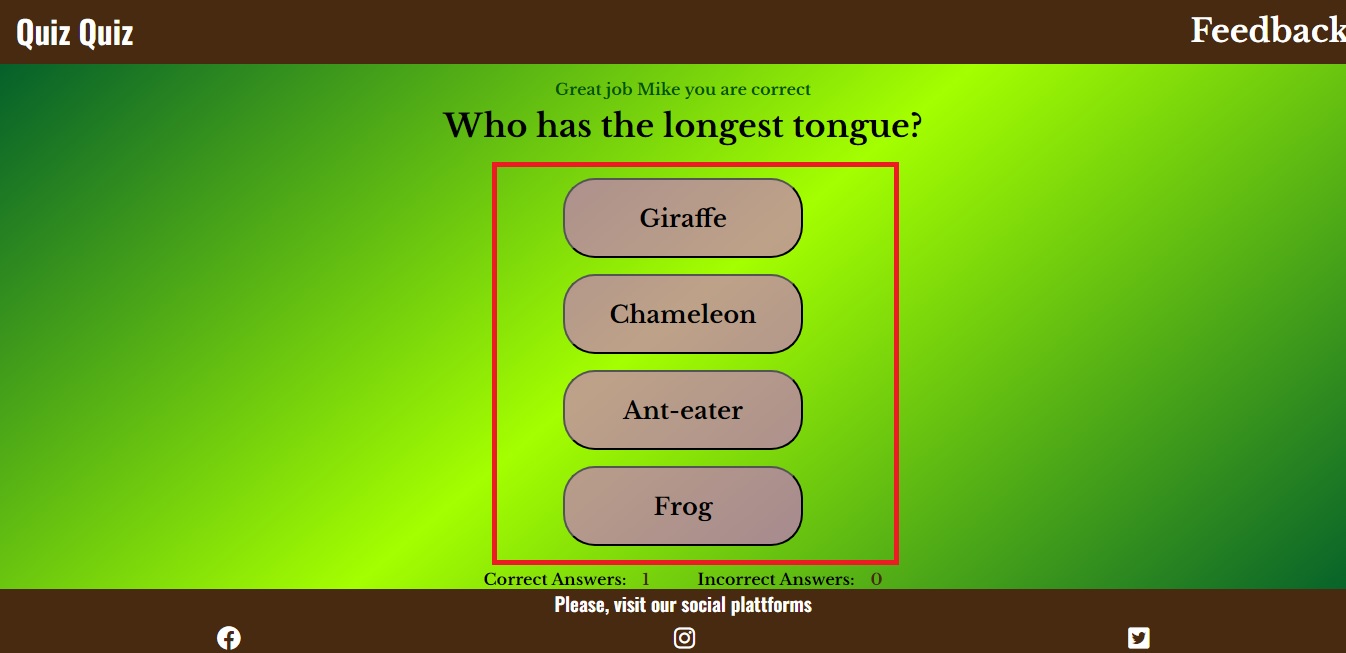 Quiz Quiz
Feedback
Great job Mike you are correct
Who has the longest tongue?
Giraffe
Chameleon
Ant-eater
Frog
Correct Answers: 1 Incorrect Answers: 0
Please, visit our social plattforms